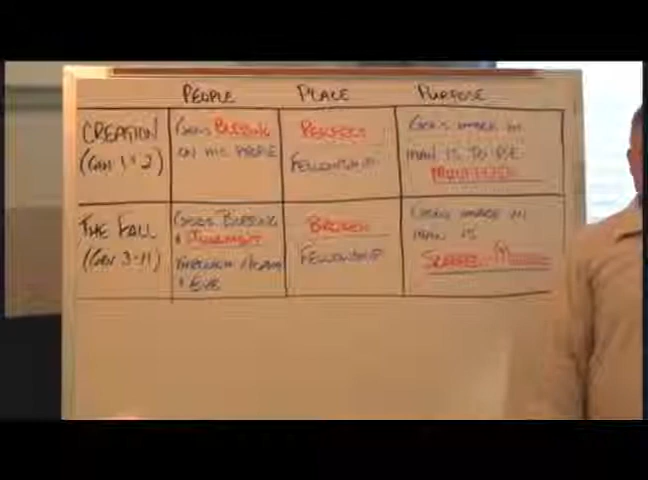 PEOPLE PLACE PURPOSE
CREATION
(GEN 1+2)
GOD'S BLESSING
ON HIS PEOPLE
PERFECT
FELLOWSHIP
GOD'S IMAGE IN
MAN IS TO BE
MULTIPLIED
THE FALL
(GEN 3-11)
GOD'S BLESSING
+ JUDGEMENT
THROUGH ADAM
+ EVE
BROKEN
FELLOWSHIP
GOD'S IMAGE IN
MAN IS